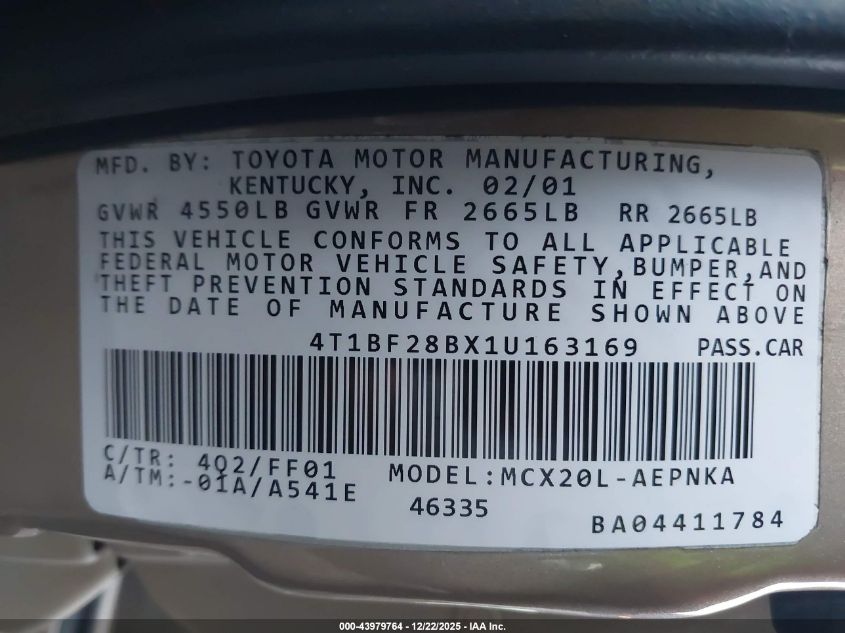 MFD. BY: TOYOTA MOTOR MANUFACTURING,
KENTUCKY, INC. 02/01
GVWR 4550LB GVWR FR 2665LB RR 2665LB
THIS VEHICLE CONFORMS TO ALL APPLICABLE
FEDERAL MOTOR VEHICLE SAFETY, BUMPER, AND
THEFT PREVENTION STANDARDS IN EFFECT ON
THE DATE OF MANUFACTURE SHOWN ABOVE
4T1BF28BX1U163169 PASS.CAR
C/TR: 4Q2/FF01 MODEL:MCX20L-AEPNKA
A/TM:-01A/A541E
46335
BA04411784
000-43979764 - 12/22/2025 - IAA Inc.